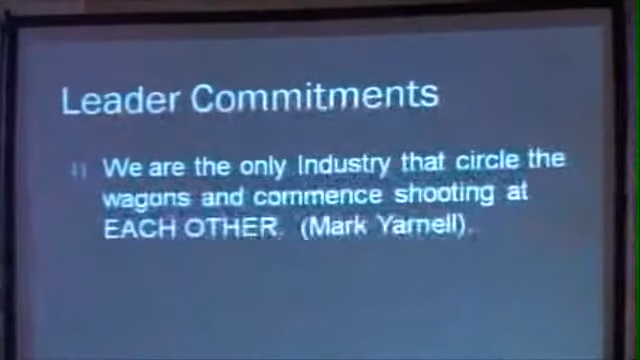 Leader Commitments
1) We are the only Industry that circle the
wagons and commence shooting at
EACH OTHER. (Mark Yarnell).